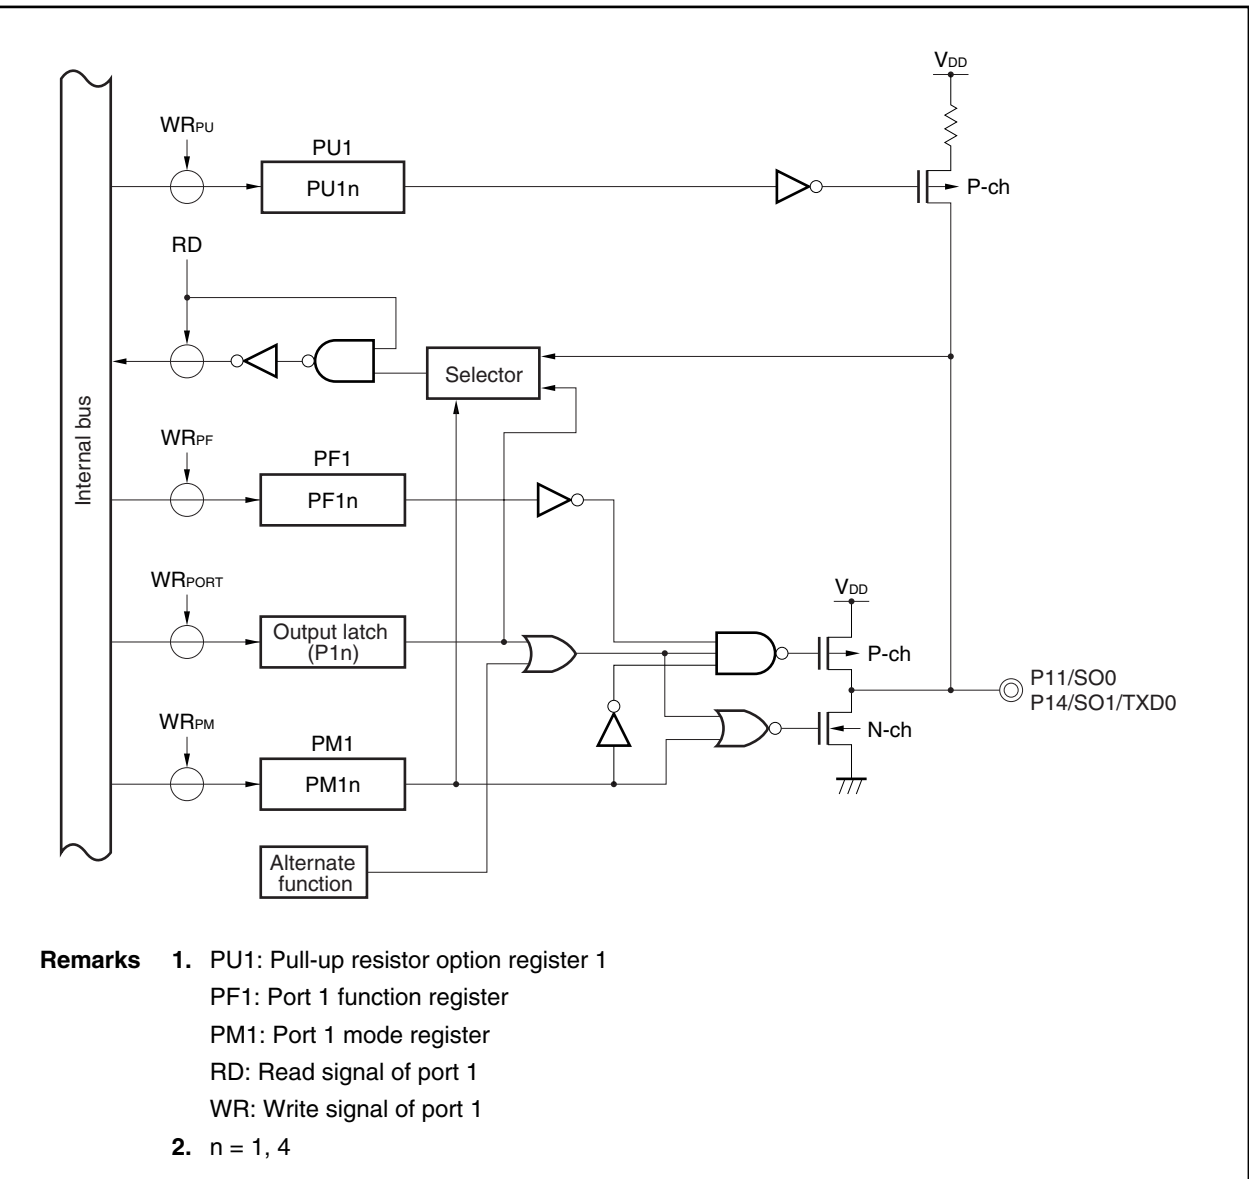 VDD
WRPU
PU1
PU1n
P-ch
RD
Selector
Internal bus
WRPF
PF1
PF1n
WRPORT
Output latch
(P1n)
VDD
P-ch
P11/SO0
P14/SO1/TXD0
WRPM
PM1
PM1n
N-ch
Alternate
function
Remarks 1. PU1: Pull-up resistor option register 1
PF1: Port 1 function register
PM1: Port 1 mode register
RD: Read signal of port 1
WR: Write signal of port 1
2. n = 1, 4